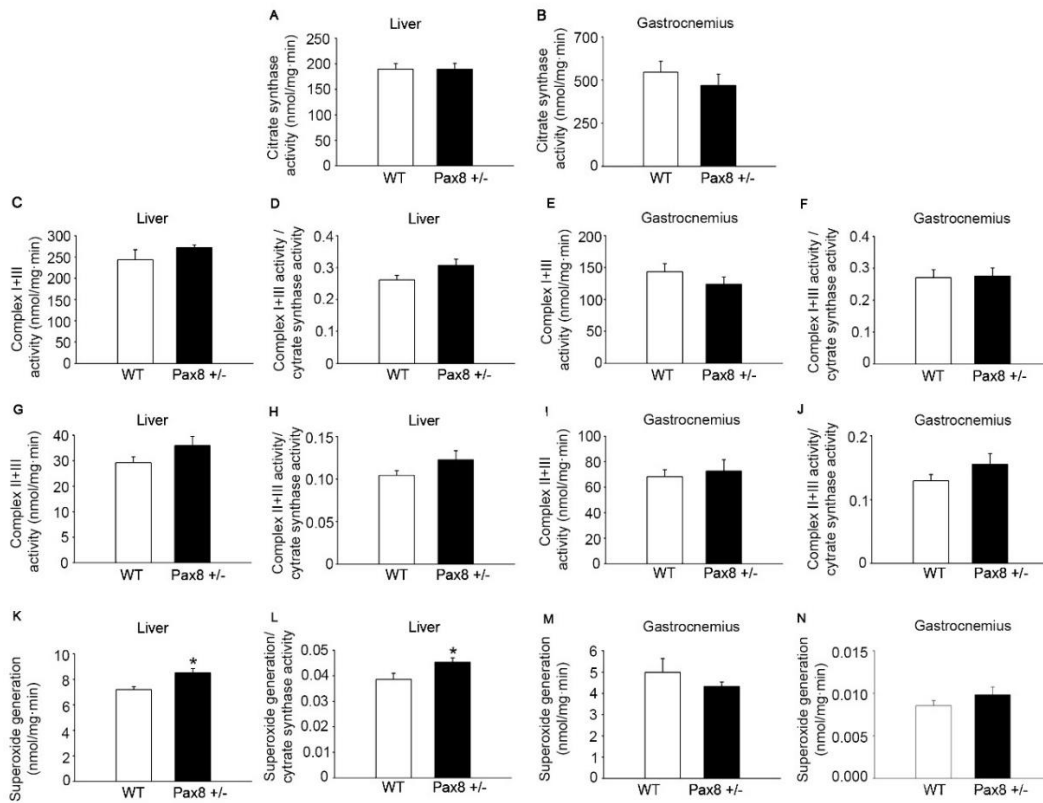 A
Liver
Citrate synthase
activity (nmol/mg·min)
250
200
150
100
50
0
WT
Pax8 +/-
B
Gastrocnemius
Citrate synthase
activity (nmol/mg·min)
700
500
250
0
WT
Pax8 +/-
C
Liver
Complex I+III
activity (nmol/mg·min)
300
250
200
150
100
50
0
WT
Pax8 +/-
D
Liver
Complex I+III activity /
cytrate synthase activity
0.4
0.3
0.2
0.1
0
WT
Pax8 +/-
E
Gastrocnemius
Complex I+III
activity (nmol/mg·min)
200
150
100
50
0
WT
Pax8 +/-
F
Gastrocnemius
Complex I+III activity /
cytrate synthase activity
0.4
0.3
0.2
0.1
0
WT
Pax8 +/-
G
Liver
Complex II+III
activity (nmol/mg·min)
40
30
20
10
5
0
WT
Pax8 +/-
H
Liver
Complex II+III activity/
cytrate synthase activity
0.15
0.10
0.05
0
WT
Pax8 +/-
I
Gastrocnemius
Complex II+III
activity (nmol/mg·min)
100
80
60
40
20
0
WT
Pax8 +/-
J
Gastrocnemius
Complex II+III activity/
cytrate synthase activity
0.2
0.1
0
WT
Pax8 +/-
K
Liver
Superoxide generation
(nmol/mg·min)
10
8
6
4
2
0
*
WT
Pax8 +/-
L
Liver
Superoxide generation/
cytrate synthase activity
0.05
0.04
0.03
0.02
0.01
0
*
WT
Pax8 +/-
M
Gastrocnemius
Superoxide generation
(nmol/mg·min)
6
5
4
3
2
1
0
WT
Pax8 +/-
N
Gastrocnemius
Superoxide generation
(nmol/mg·min)
0.015
0.010
0.005
0.000
WT
Pax8 +/-